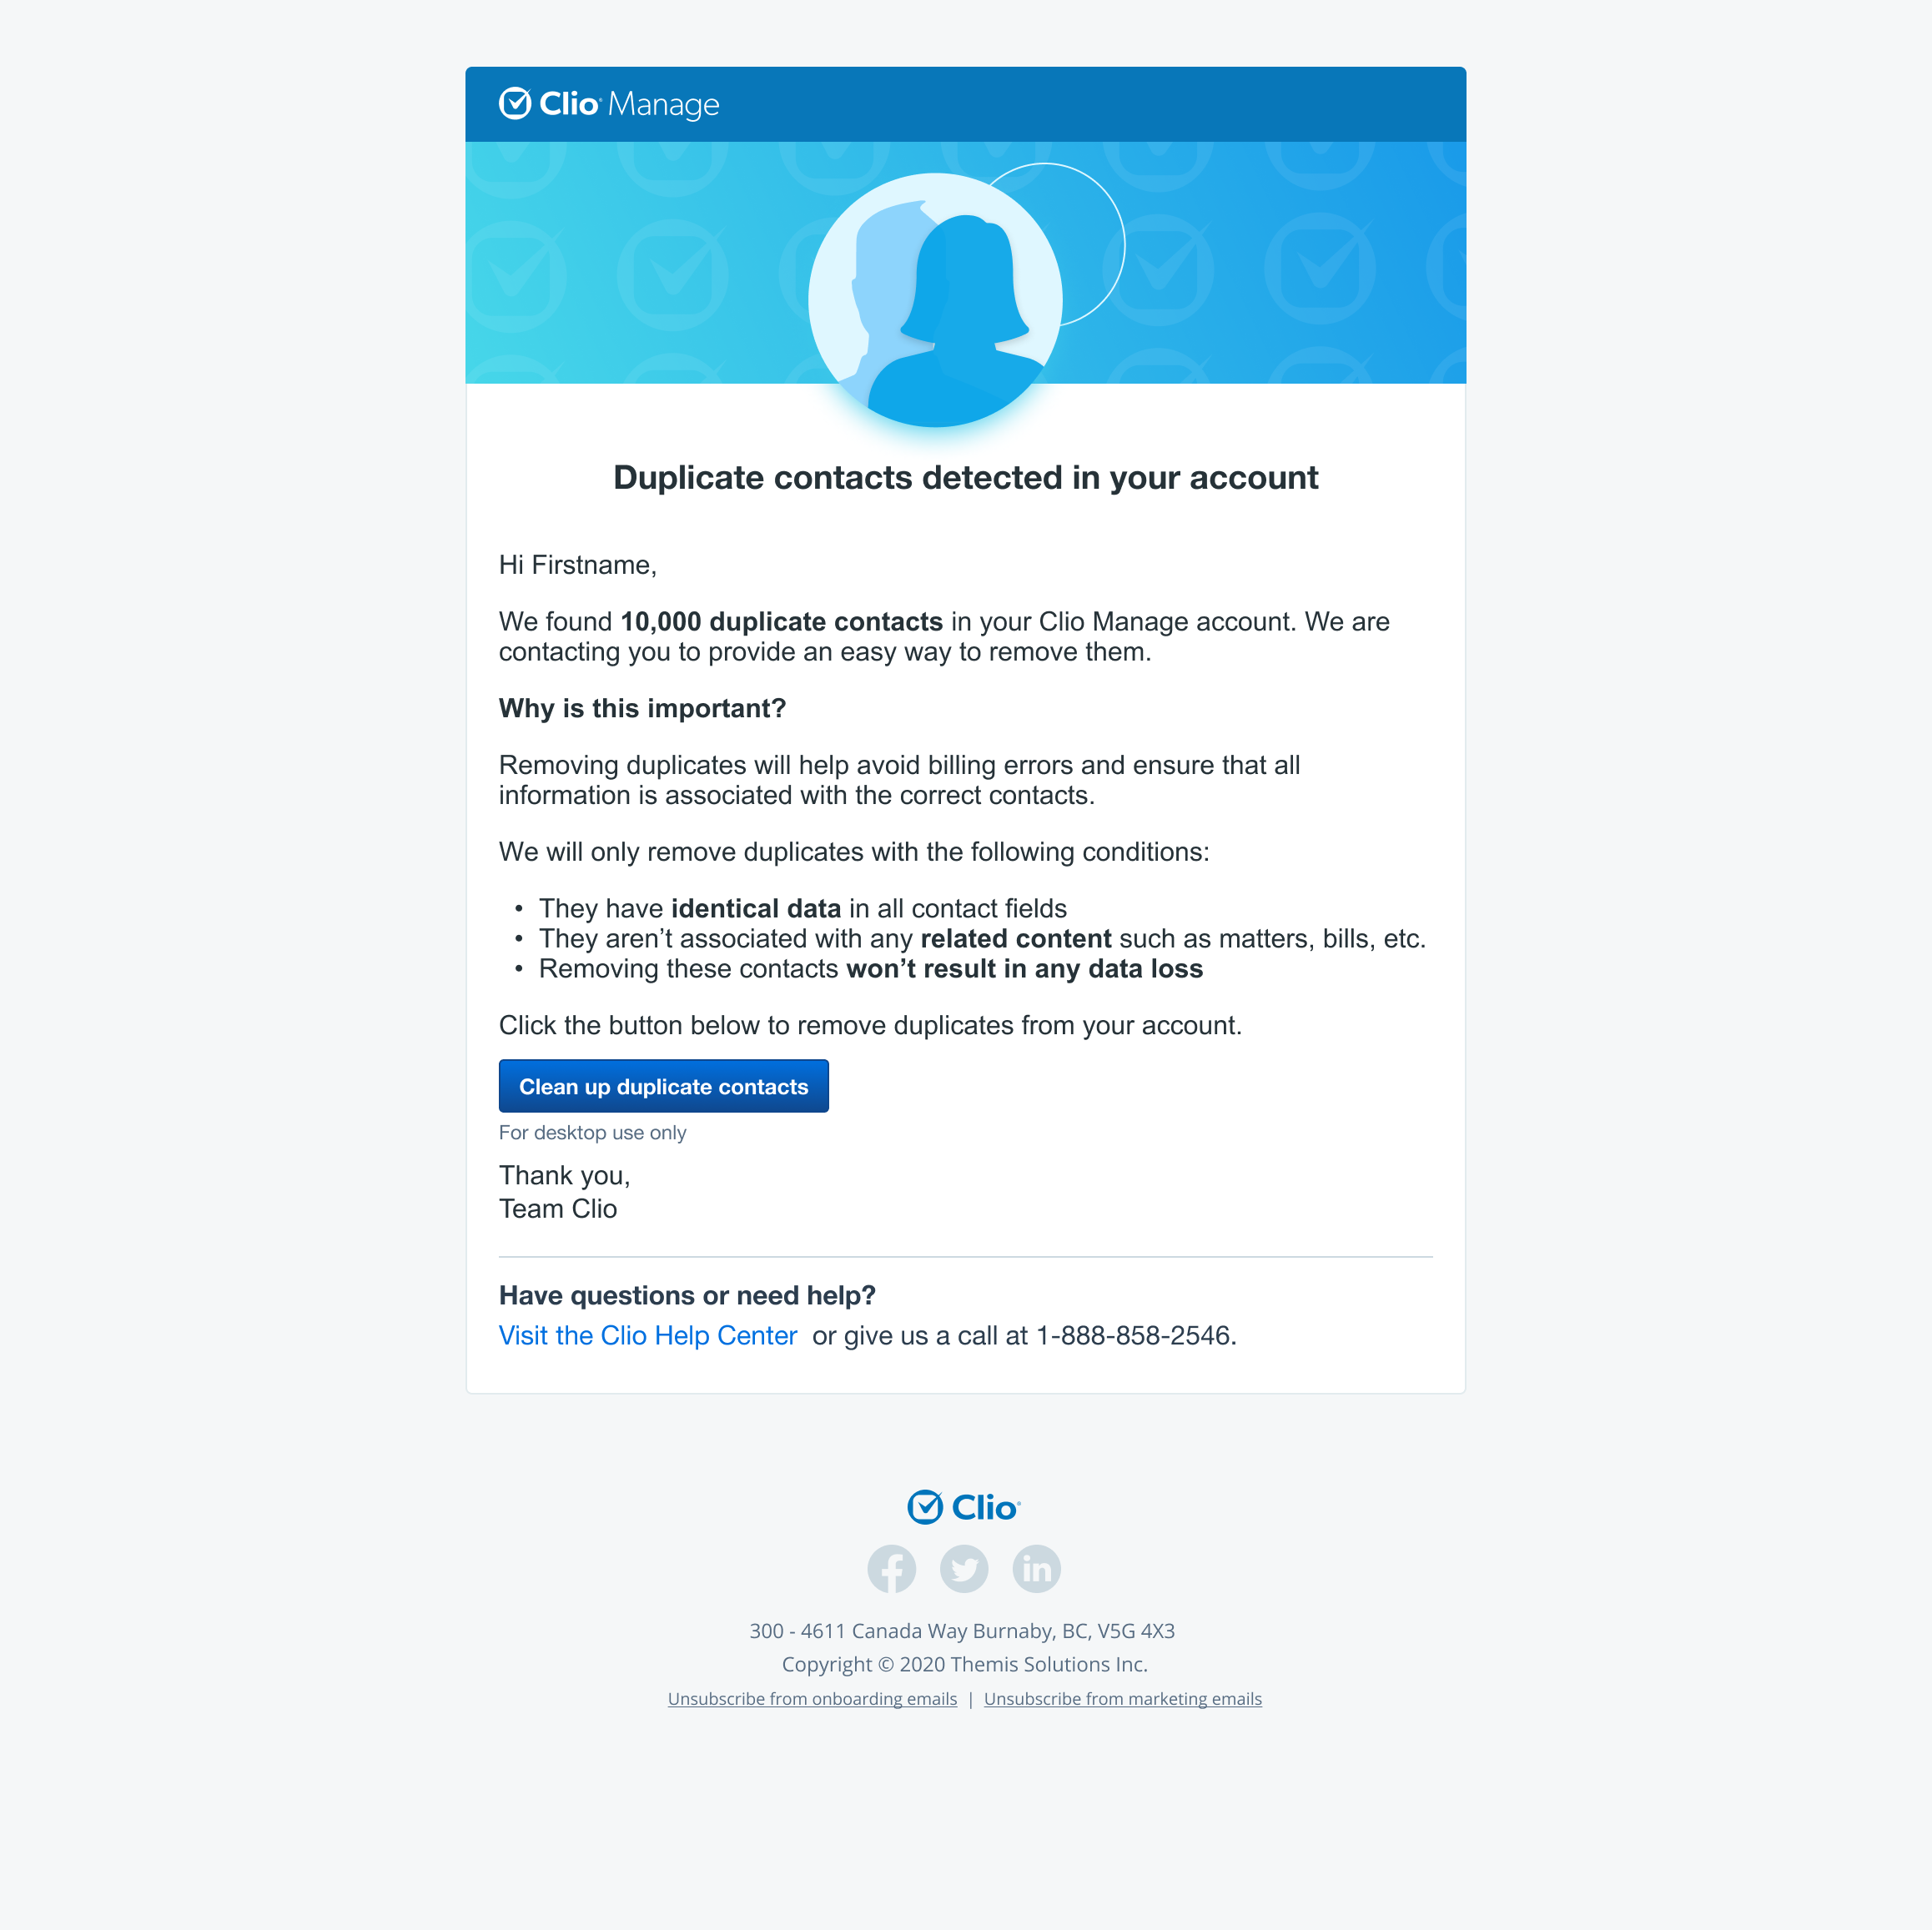 Clio Manage
Duplicate contacts detected in your account
Hi Firstname,
We found 10,000 duplicate contacts in your Clio Manage account. We are
contacting you to provide an easy way to remove them.
Why is this important?
Removing duplicates will help avoid billing errors and ensure that all
information is associated with the correct contacts.
We will only remove duplicates with the following conditions:
• They have identical data in all contact fields
• They aren’t associated with any related content such as matters, bills, etc.
• Removing these contacts won’t result in any data loss
Click the button below to remove duplicates from your account.
Clean up duplicate contacts
For desktop use only
Thank you,
Team Clio
Have questions or need help?
Visit the Clio Help Center or give us a call at 1-888-858-2546.
Clio
300 - 4611 Canada Way Burnaby, BC, V5G 4X3
Copyright © 2020 Themis Solutions Inc.
Unsubscribe from onboarding emails | Unsubscribe from marketing emails